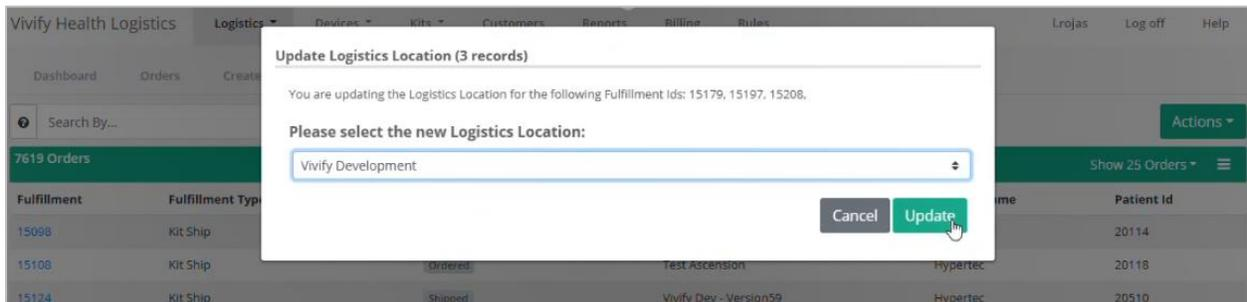 Vivify Health Logistics Logistics Devices Kits Customers Reports Billing Rules Lrojas Log off Help
Update Logistics Location (3 records)
Dashboard Orders Create
You are updating the Logistics Location for the following Fulfillment Ids: 15179, 15197, 15208,
Search By...
Actions
Please select the new Logistics Location:
7619 Orders Show 25 Orders
Vivify Development
Fulfillment Fulfillment Type me Patient Id
Cancel Update
15098 Kit Ship 20114
15108 Kit Ship Ordered Test Ascension Hypertec 20118
15124 Kit Ship Shipped Vivify Dev - Version59 Hypertec 20510